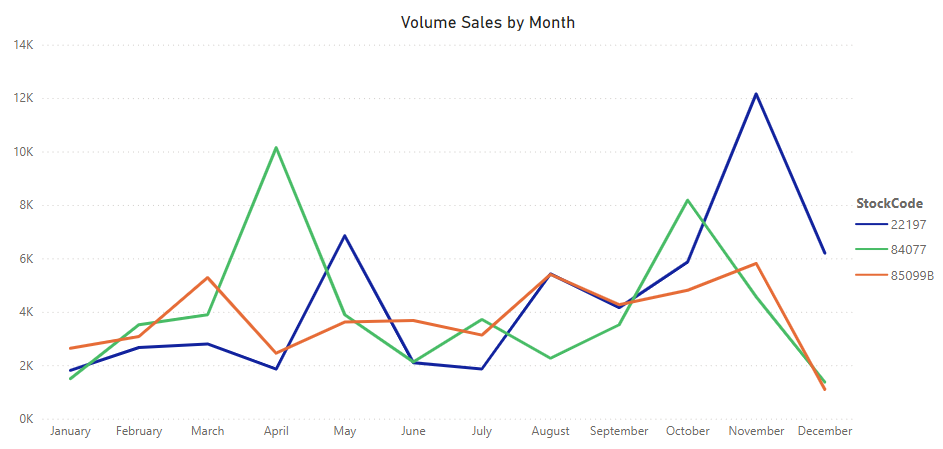 Volume Sales by Month
14K
12K
10K
8K
6K
4K
2K
0K
January February March April May June July August September October November December
StockCode
22197
84077
85099B